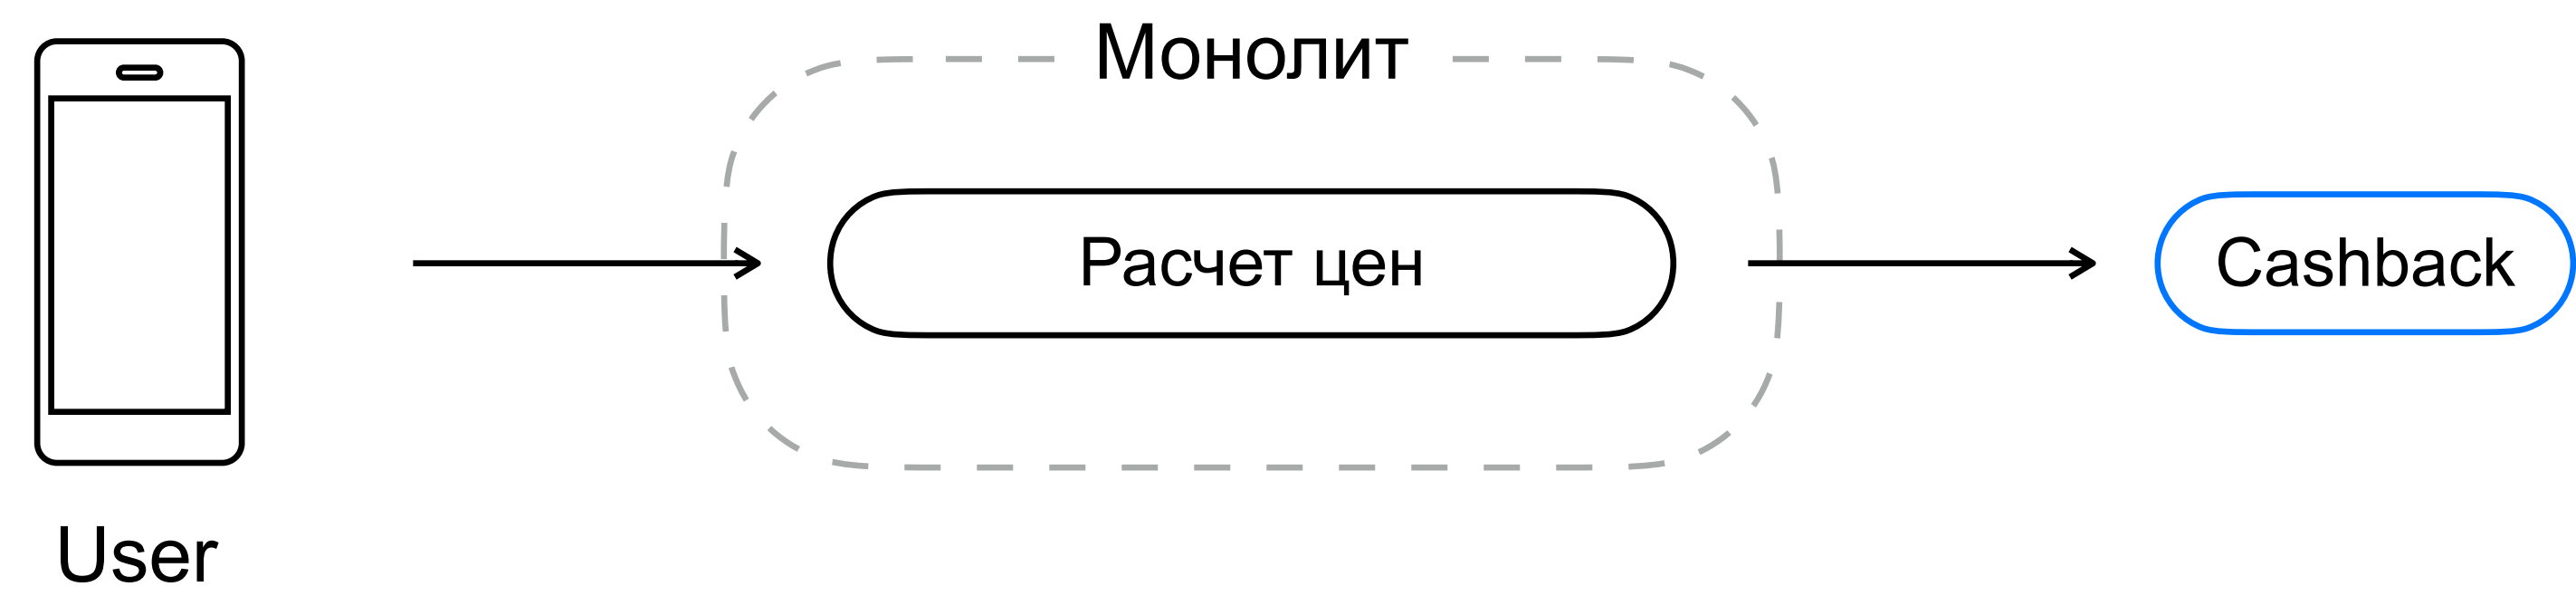 Монолит
Расчет цен
Cashback
User